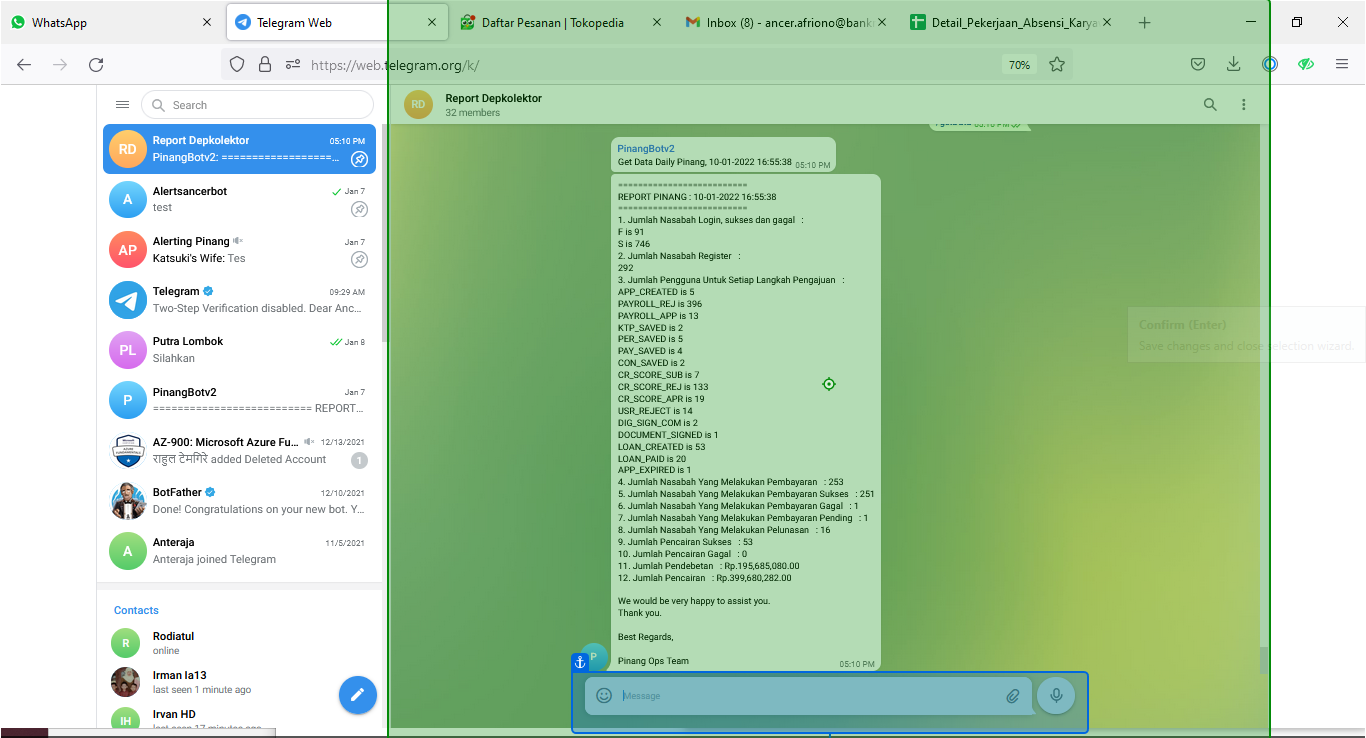 WhatsApp
Telegram Web
Daftar Pesanan | Tokopedia
Inbox (8) - ancer.afriono@bank
Detail_Pekerjaan_Absensi_Karya
https://web.telegram.org/k/
70%
Search
RD
Report Depkolektor
05:10 PM
PinangBotv2: ===================...
A
Alertsancerbot
Jan 7
test
AP
Alerting Pinang
Jan 7
Katsuki's Wife: Tes
Telegram
09:29 AM
Two-Step Verification disabled. Dear Anc...
PL
Putra Lombok
Jan 8
Silahkan
P
PinangBotv2
Jan 7
========================== REPORT...
AZ-900: Microsoft Azure Fu...
12/13/2021
राहुल टेमगिरे added Deleted Account
1
BotFather
12/10/2021
Done! Congratulations on your new bot. Y...
A
Anteraja
11/5/2021
Anteraja joined Telegram
Contacts
R
Rodiatul
online
Irman Ia13
last seen 1 minute ago
IH
Irvan HD
last seen 17 minutes ago
RD
Report Depkolektor
32 members
05:10 PM
PinangBotv2
Get Data Daily Pinang, 10-01-2022 16:55:38
05:10 PM
==========================
REPORT PINANG : 10-01-2022 16:55:38
==========================
1. Jumlah Nasabah Login, sukses dan gagal :
F is 91
S is 746
2. Jumlah Nasabah Register :
292
3. Jumlah Pengguna Untuk Setiap Langkah Pengajuan :
APP_CREATED is 5
PAYROLL_REJ is 396
PAYROLL_APP is 13
KTP_SAVED is 2
PER_SAVED is 5
PAY_SAVED is 4
CON_SAVED is 2
CR_SCORE_SUB is 7
CR_SCORE_REJ is 133
CR_SCORE_APR is 19
USR_REJECT is 14
DIG_SIGN_COM is 2
DOCUMENT_SIGNED is 1
LOAN_CREATED is 53
LOAN_PAID is 20
APP_EXPIRED is 1
4. Jumlah Nasabah Yang Melakukan Pembayaran : 253
5. Jumlah Nasabah Yang Melakukan Pembayaran Sukses : 251
6. Jumlah Nasabah Yang Melakukan Pembayaran Gagal : 1
7. Jumlah Nasabah Yang Melakukan Pembayaran Pending : 1
8. Jumlah Nasabah Yang Melakukan Pelunasan : 16
9. Jumlah Pencairan Sukses : 53
10. Jumlah Pencairan Gagal : 0
11. Jumlah Pendebetan : Rp.195,685,080.00
12. Jumlah Pencairan : Rp.399,680,282.00
We would be very happy to assist you.
Thank you.
Best Regards,
Pinang Ops Team
05:10 PM
P
Message
Confirm (Enter)
Save changes and close selection wizard.